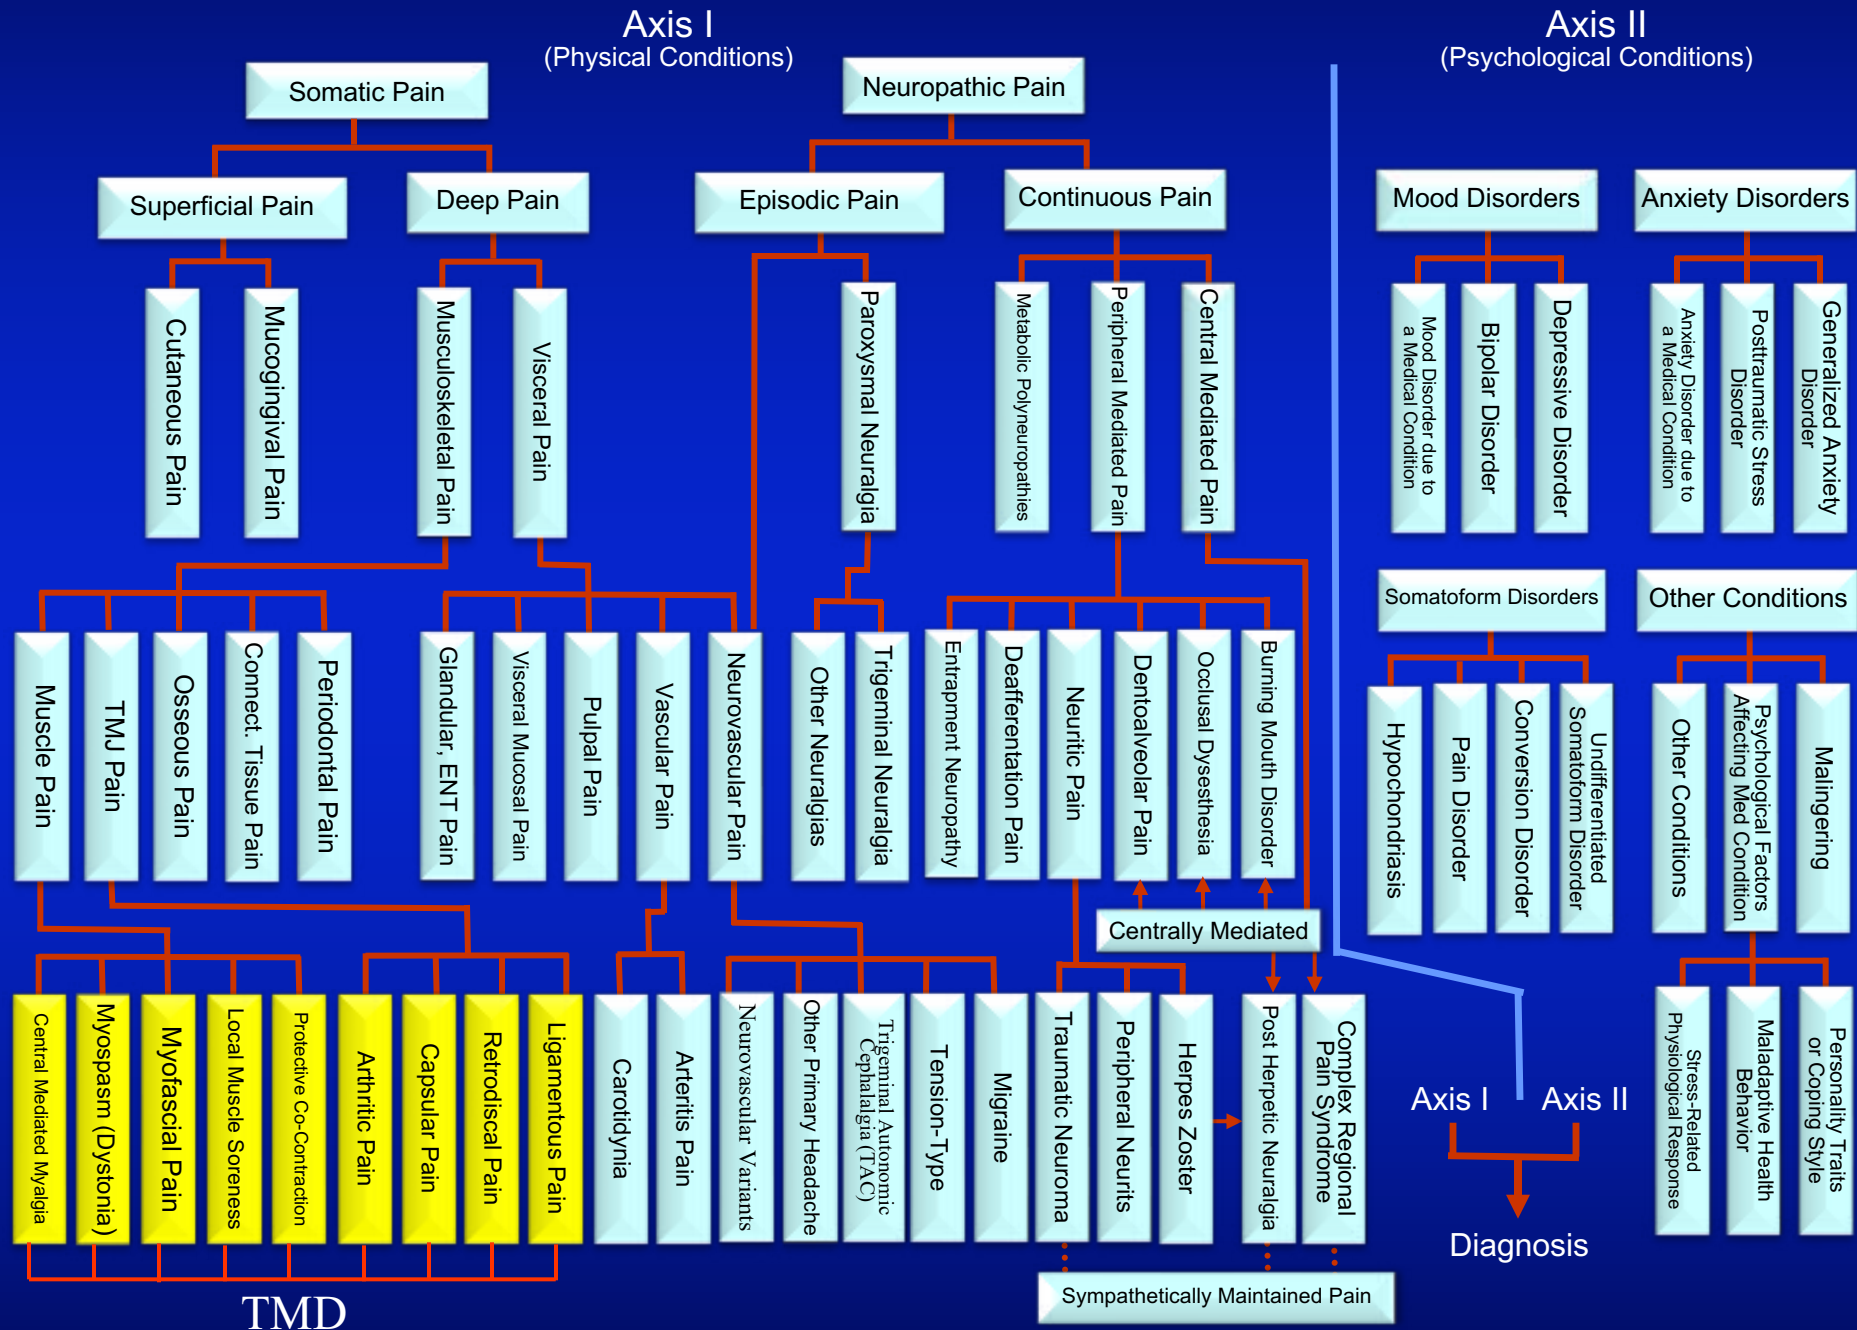 Axis I
(Physical Conditions)
Axis II
(Psychological Conditions)
Somatic Pain
Neuropathic Pain
Superficial Pain
Deep Pain
Episodic Pain
Continuous Pain
Mood Disorders
Anxiety Disorders
Cutaneous Pain
Mucogingival Pain
Musculoskeletal Pain
Visceral Pain
Paroxysmal Neuralgia
Metabolic Polyneuropathies
Peripheral Mediated Pain
Central Mediated Pain
Mood Disorder due to
a Medical Condition
Bipolar Disorder
Depressive Disorder
Anxiety Disorder due to
a Medical Condition
Posttraumatic Stress
Disorder
Generalized Anxiety
Disorder
Somatoform Disorders
Other Conditions
Muscle Pain
TMJ Pain
Osseous Pain
Connect. Tissue Pain
Periodontal Pain
Glandular, ENT Pain
Visceral Mucosal Pain
Pulpal Pain
Vascular Pain
Neurovascular Pain
Other Neuralgias
Trigeminal Neuralgia
Entrapment Neuropathy
Deafferentation Pain
Neuritic Pain
Dentoalveolar Pain
Occlusal Dysesthesia
Burning Mouth Disorder
Hypochondriasis
Pain Disorder
Conversion Disorder
Undifferentiated
Somatoform Disorder
Other Conditions
Psychological Factors
Affecting Med Condition
Malingering
Centrally Mediated
Central Mediated Myalgia
Myospasm (Dystonia)
Myofascial Pain
Local Muscle Soreness
Protective Co-Contraction
Arthritic Pain
Capsular Pain
Retrodiscal Pain
Ligamentous Pain
Carotidynia
Arteritis Pain
Neurovascular Variants
Other Primary Headache
Trigeminal Autonomic
Cephalalgia (TAC)
Tension-Type
Migraine
Traumatic Neuroma
Peripheral Neurits
Herpes Zoster
Post Herpetic Neuralgia
Complex Regional
Pain Syndrome
Stress-Related
Physiological Response
Maladaptive Health
Behavior
Personality Traits
or Coping Style
Axis I
Axis II
Diagnosis
Sympathetically Maintained Pain
TMD